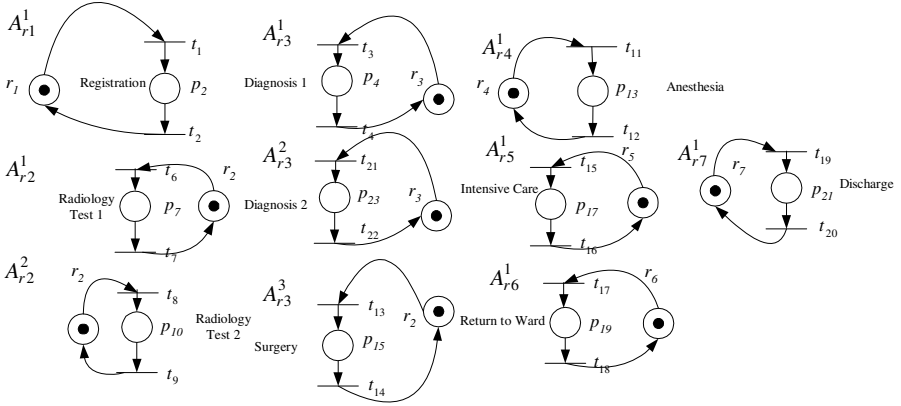 A¹r1
t1
r1
Registration
p2
t2
A¹r3
t3
Diagnosis 1
p4
r3
t4
A¹r4
t11
r4
p13
Anesthesia
t12
A¹r2
t6
r2
Radiology
Test 1
p7
t7
A²r3
t21
Diagnosis 2
p23
r3
t22
A¹r5
t15
r5
Intensive Care
p17
t16
A¹r7
t19
r7
p21
Discharge
t20
A²r2
r2
t8
p10
Radiology
Test 2
t9
A³r3
t13
r2
Surgery
p15
t14
A¹r6
t17
r6
Return to Ward
p19
t18